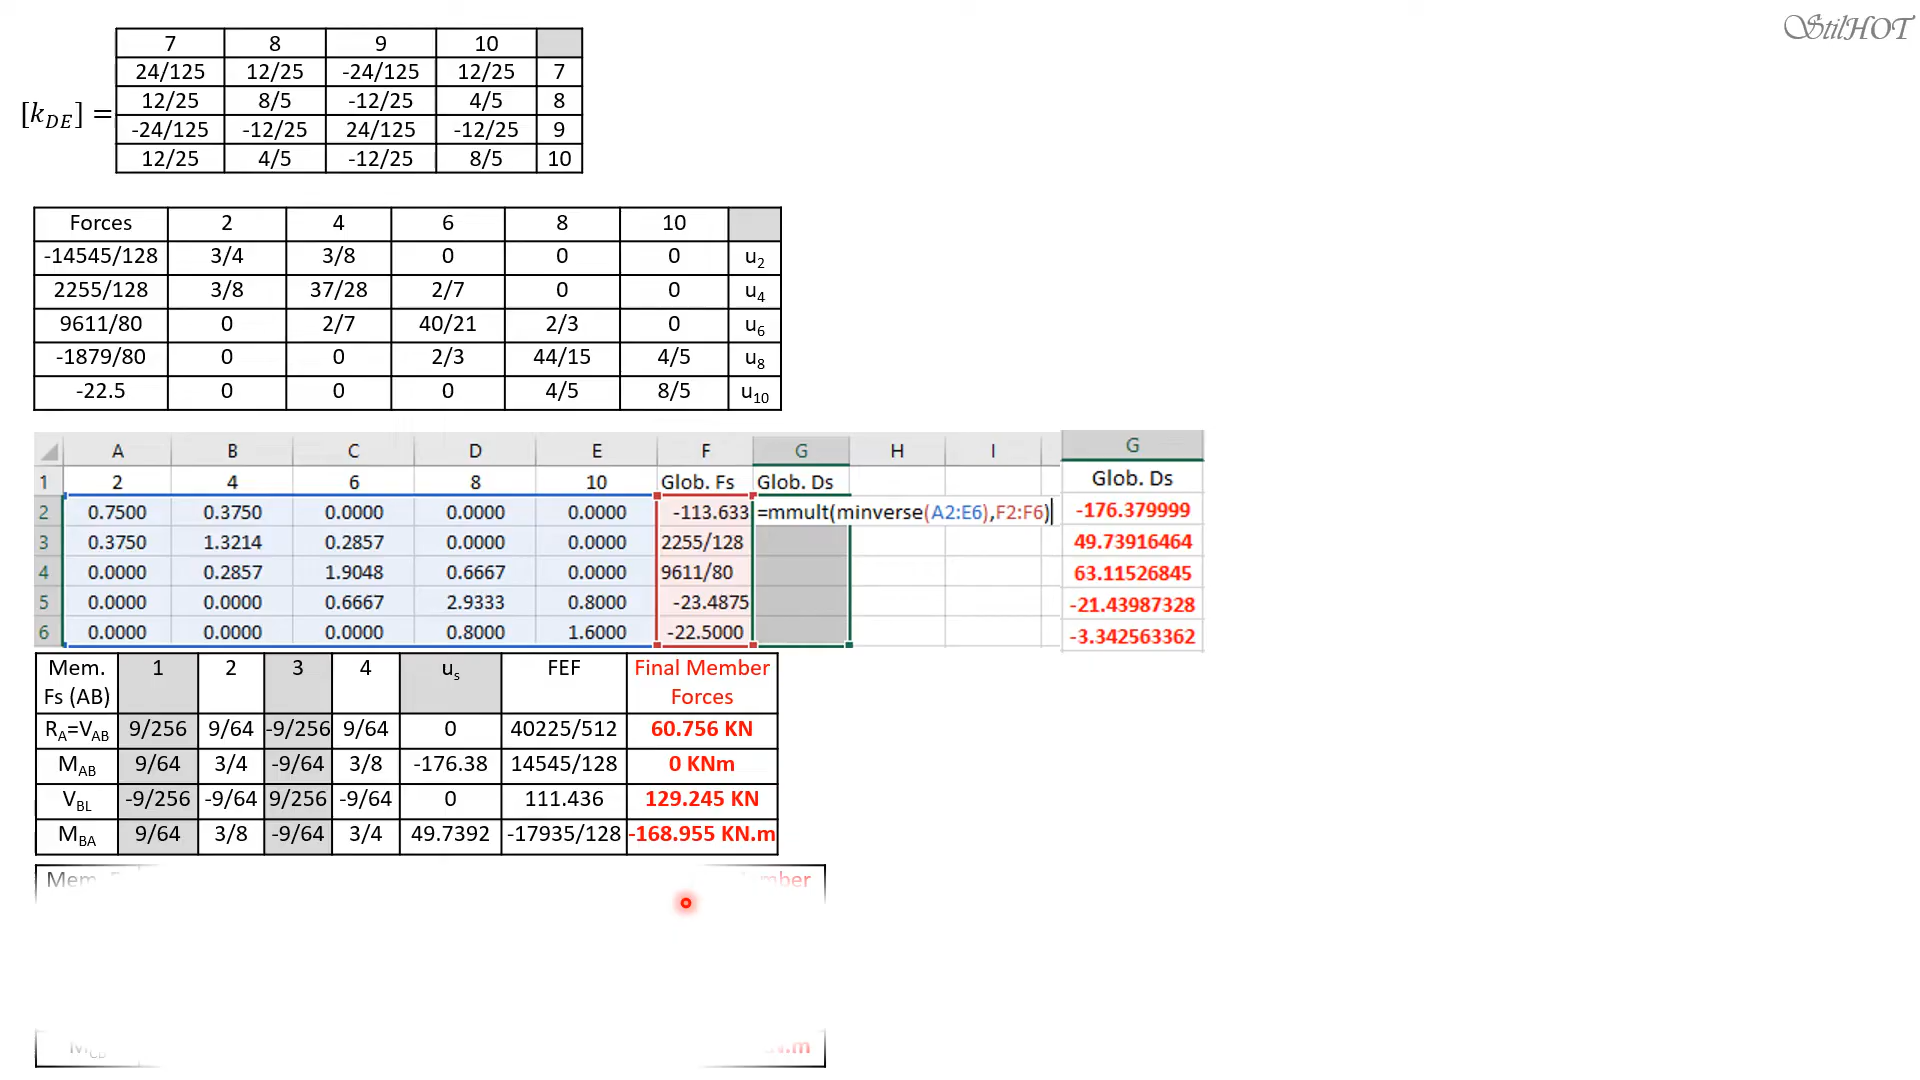 StilHOT
7 8 9 10
24/125 12/25 -24/125 12/25 7
12/25 8/5 -12/25 4/5 8
[k_DE] =
-24/125 -12/25 24/125 -12/25 9
12/25 4/5 -12/25 8/5 10
Forces 2 4 6 8 10
-14545/128 3/4 3/8 0 0 0 u2
2255/128 3/8 37/28 2/7 0 0 u4
9611/80 0 2/7 40/21 2/3 0 u6
-1879/80 0 0 2/3 44/15 4/5 u8
-22.5 0 0 0 4/5 8/5 u10
A B C D E F G H I G
1 2 4 6 8 10 Glob. Fs Glob. Ds Glob. Ds
2 0.7500 0.3750 0.0000 0.0000 0.0000 -113.633 =mmult(minverse(A2:E6),F2:F6) -176.379999
3 0.3750 1.3214 0.2857 0.0000 0.0000 2255/128 49.73916464
4 0.0000 0.2857 1.9048 0.6667 0.0000 9611/80 63.11526845
5 0.0000 0.0000 0.6667 2.9333 0.8000 -23.4875 -21.43987328
6 0.0000 0.0000 0.0000 0.8000 1.6000 -22.5000 -3.342563362
Mem. 1 2 3 4 us FEF Final Member
Fs (AB) Forces
RA=VAB 9/256 9/64 -9/256 9/64 0 40225/512 60.756 KN
MAB 9/64 3/4 -9/64 3/8 -176.38 14545/128 0 KNm
VBL -9/256 -9/64 9/256 -9/64 0 111.436 129.245 KN
MBA 9/64 3/8 -9/64 3/4 49.7392 -17935/128 -168.955 KN.m
Mem.
MCB